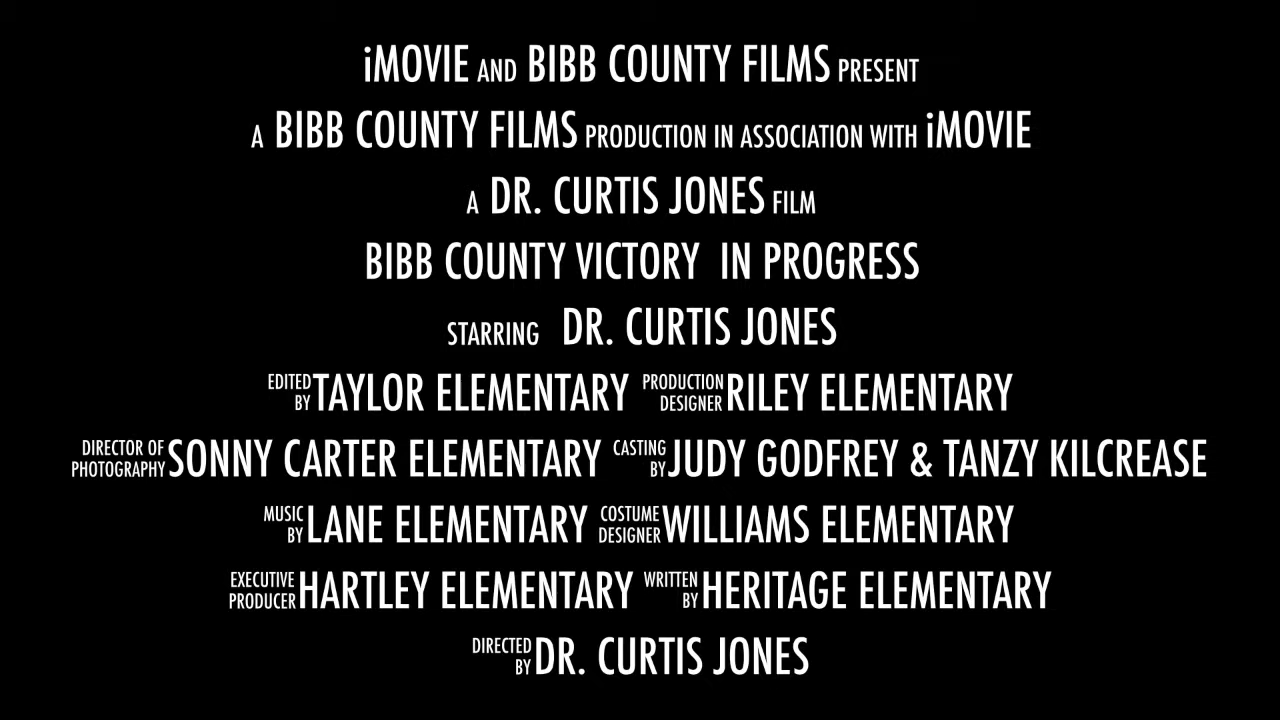 iMOVIE AND BIBB COUNTY FILMS PRESENT
A BIBB COUNTY FILMS PRODUCTION IN ASSOCIATION WITH iMOVIE
A DR. CURTIS JONES FILM
BIBB COUNTY VICTORY IN PROGRESS
STARRING DR. CURTIS JONES
EDITED BY TAYLOR ELEMENTARY PRODUCTION DESIGNER RILEY ELEMENTARY
DIRECTOR OF PHOTOGRAPHY SONNY CARTER ELEMENTARY CASTING BY JUDY GODFREY & TANZY KILCREASE
MUSIC BY LANE ELEMENTARY COSTUME DESIGNER WILLIAMS ELEMENTARY
EXECUTIVE PRODUCER HARTLEY ELEMENTARY WRITTEN BY HERITAGE ELEMENTARY
DIRECTED BY DR. CURTIS JONES